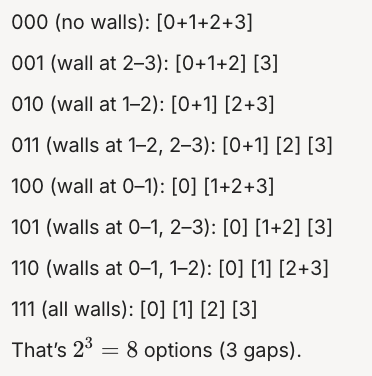 000 (no walls): [0+1+2+3]
001 (wall at 2–3): [0+1+2] [3]
010 (wall at 1–2): [0+1] [2+3]
011 (walls at 1–2, 2–3): [0+1] [2] [3]
100 (wall at 0–1): [0] [1+2+3]
101 (walls at 0–1, 2–3): [0] [1+2] [3]
110 (walls at 0–1, 1–2): [0] [1] [2+3]
111 (all walls): [0] [1] [2] [3]
That’s 2³ = 8 options (3 gaps).